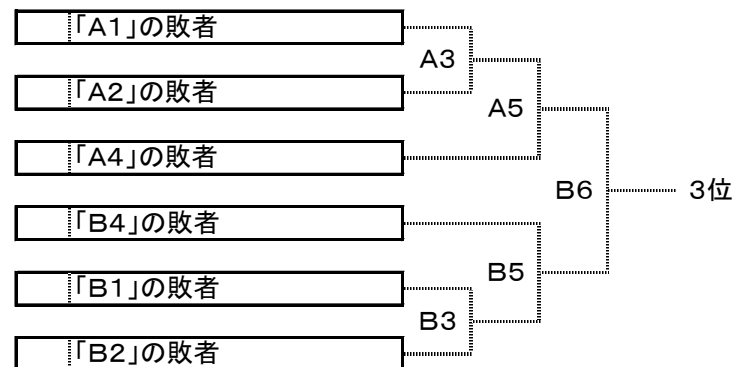 「A1」の敗者
A3
「A2」の敗者
A5
「A4」の敗者
B6
3位
「B4」の敗者
B5
「B1」の敗者
B3
「B2」の敗者